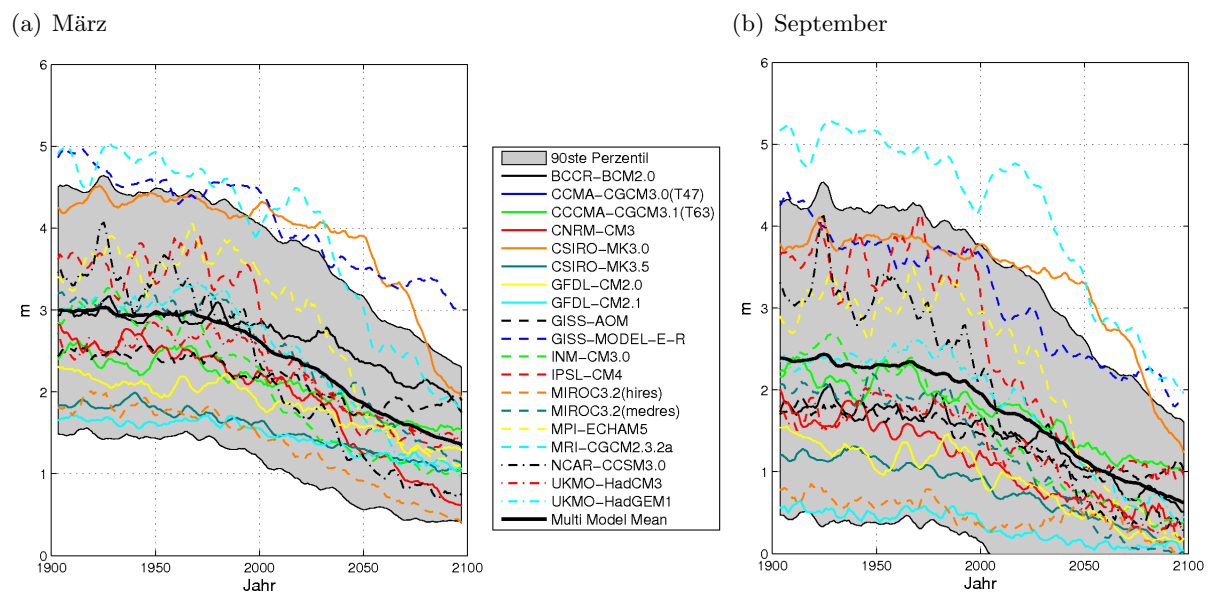 (a) März
(b) September
6
5
4
3
2
1
0
m
1900
1950
2000
2050
2100
Jahr
90ste Perzentil
BCCR-BCM2.0
CCMA-CGCM3.0(T47)
CCCMA-CGCM3.1(T63)
CNRM-CM3
CSIRO-MK3.0
CSIRO-MK3.5
GFDL-CM2.0
GFDL-CM2.1
GISS-AOM
GISS-MODEL-E-R
INM-CM3.0
IPSL-CM4
MIROC3.2(hires)
MIROC3.2(medres)
MPI-ECHAM5
MRI-CGCM2.3.2a
NCAR-CCSM3.0
UKMO-HadCM3
UKMO-HadGEM1
Multi Model Mean
6
5
4
3
2
1
0
m
1900
1950
2000
2050
2100
Jahr